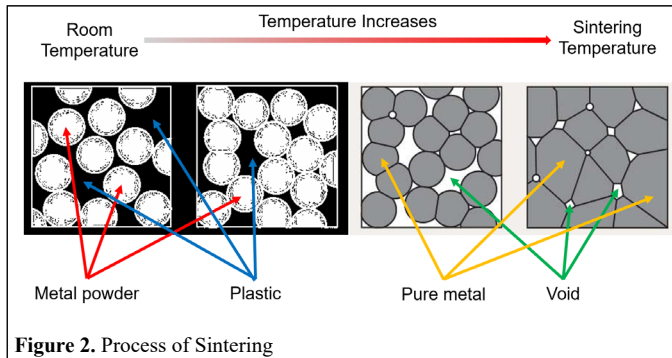 Room
Temperature
Temperature Increases
Sintering
Temperature
Metal powder
Plastic
Pure metal
Void
Figure 2. Process of Sintering